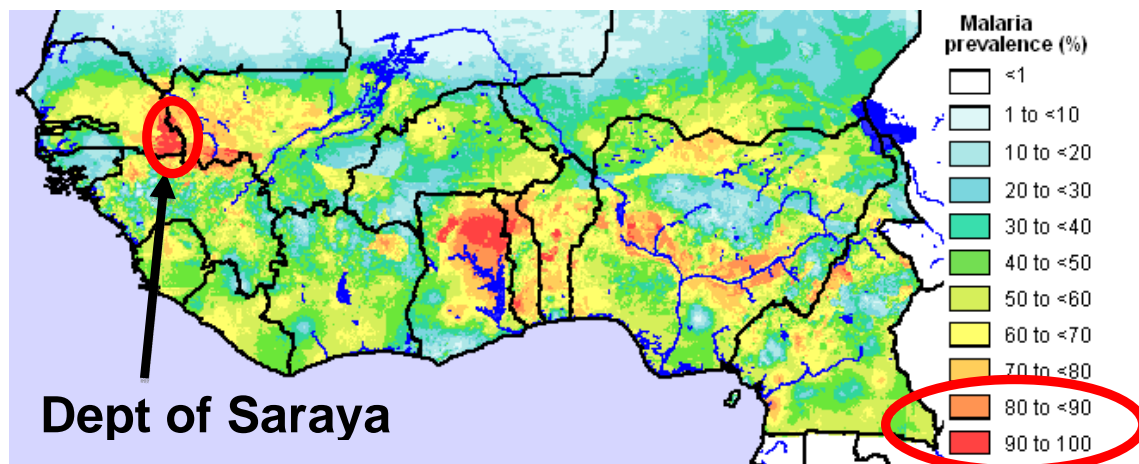 Malaria
prevalence (%)
<1
1 to <10
10 to <20
20 to <30
30 to <40
40 to <50
50 to <60
60 to <70
70 to <80
80 to <90
90 to 100
Dept of Saraya